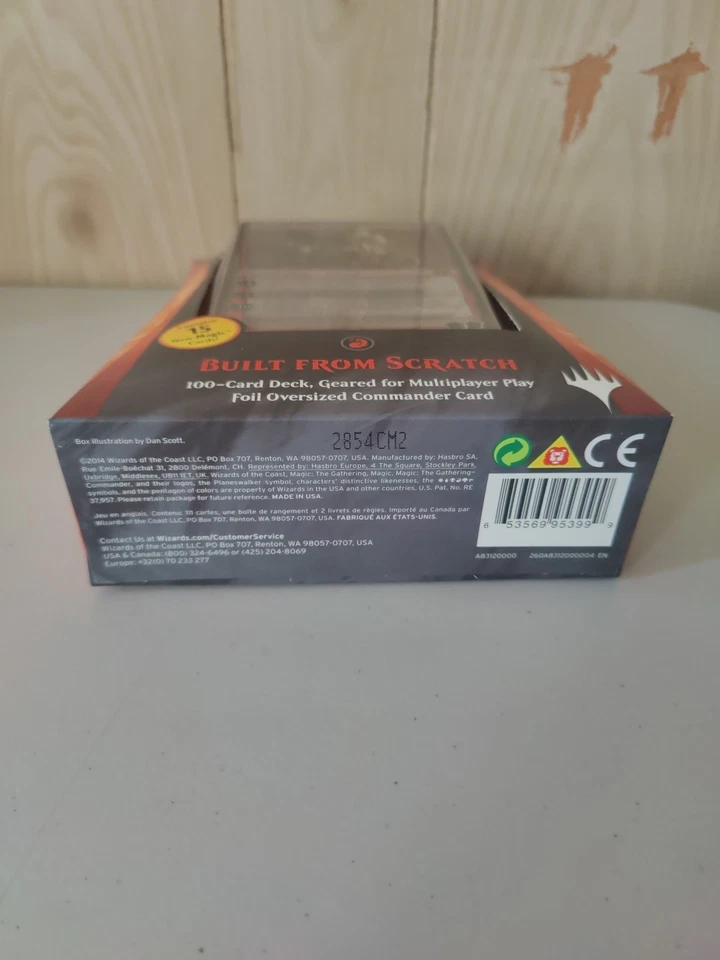 15
New Magic
Cards!
BUILT FROM SCRATCH
100-Card Deck, Geared for Multiplayer Play
Foil Oversized Commander Card
Box illustration by Dan Scott.
2854CM2
©2014 Wizards of the Coast LLC, PO Box 707, Renton, WA 98057-0707, USA. Manufactured by: Hasbro SA,
Rue Emile-Boéchat 31, 2800 Delémont, CH. Represented by: Hasbro Europe, 4 The Square, Stockley Park,
Uxbridge, Middlesex, UB11 1ET, UK. Wizards of the Coast, Magic: The Gathering, Magic, Magic: The Gathering—
Commander, and their logos, the Planeswalker symbol, characters' distinctive likenesses, the
symbols, and the pentagon of colors are property of Wizards in the USA and other countries. U.S. Pat. No. RE
37,957. Please retain package for future reference. MADE IN USA.
Jeu en anglais. Contenu: 111 cartes, une boîte de rangement et 2 livrets de règles. Importé au Canada par
Wizards of the Coast LLC, PO Box 707, Renton, WA 98057-0707, USA. FABRIQUÉ AUX ÉTATS-UNIS.
Contact Us at Wizards.com/CustomerService
Wizards of the Coast LLC, PO Box 707, Renton, WA 98057-0707, USA
USA & Canada: (800) 324-6496 or (425) 204-8069
Europe: +32(0) 70 233 277
CE
6 53569 95399 9
A83120000 260A8312000004 EN